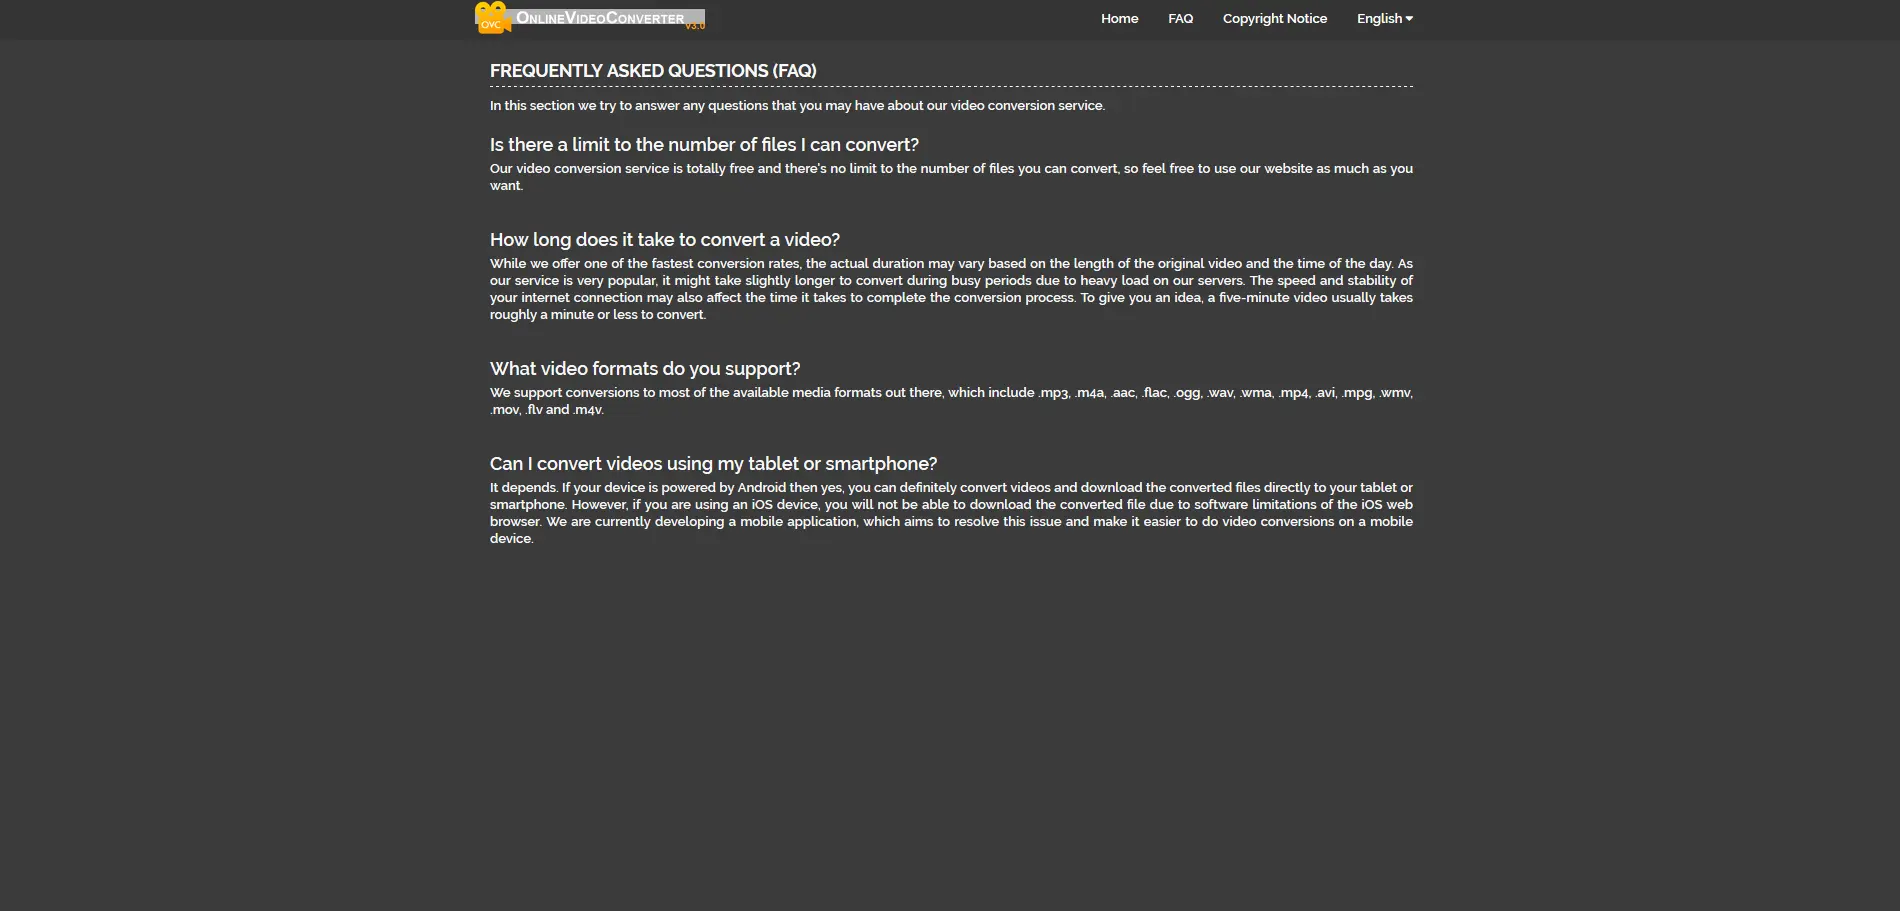 OVC OnlineVideoConverter v3.0
Home FAQ Copyright Notice English
FREQUENTLY ASKED QUESTIONS (FAQ)
In this section we try to answer any questions that you may have about our video conversion service.
Is there a limit to the number of files I can convert?
Our video conversion service is totally free and there's no limit to the number of files you can convert, so feel free to use our website as much as you
want.
How long does it take to convert a video?
While we offer one of the fastest conversion rates, the actual duration may vary based on the length of the original video and the time of the day. As
our service is very popular, it might take slightly longer to convert during busy periods due to heavy load on our servers. The speed and stability of
your internet connection may also affect the time it takes to complete the conversion process. To give you an idea, a five-minute video usually takes
roughly a minute or less to convert.
What video formats do you support?
We support conversions to most of the available media formats out there, which include .mp3, .m4a, .aac, .flac, .ogg, .wav, .wma, .mp4, .avi, .mpg, .wmv,
.mov, .flv and .m4v.
Can I convert videos using my tablet or smartphone?
It depends. If your device is powered by Android then yes, you can definitely convert videos and download the converted files directly to your tablet or
smartphone. However, if you are using an iOS device, you will not be able to download the converted file due to software limitations of the iOS web
browser. We are currently developing a mobile application, which aims to resolve this issue and make it easier to do video conversions on a mobile
device.